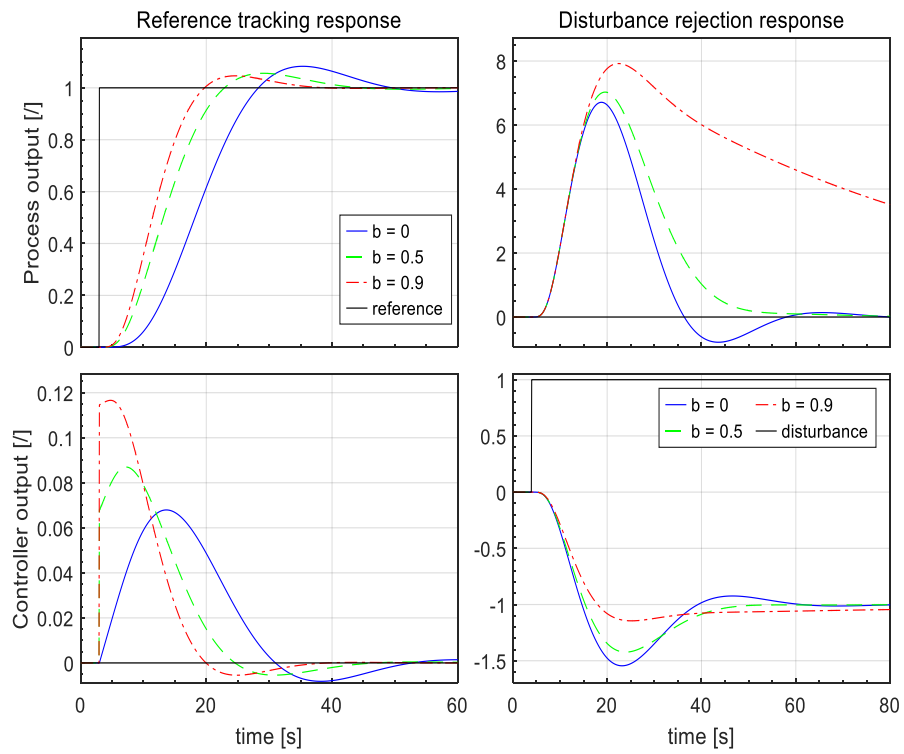 Reference tracking response
Process output [/]
1
0.8
0.6
0.4
0.2
0
b = 0
b = 0.5
b = 0.9
reference
Disturbance rejection response
8
6
4
2
0
Controller output [/]
0.12
0.1
0.08
0.06
0.04
0.02
0
0 20 40 60
time [s]
1
0.5
0
-0.5
-1
-1.5
b = 0 b = 0.9
b = 0.5 disturbance
0 20 40 60 80
time [s]